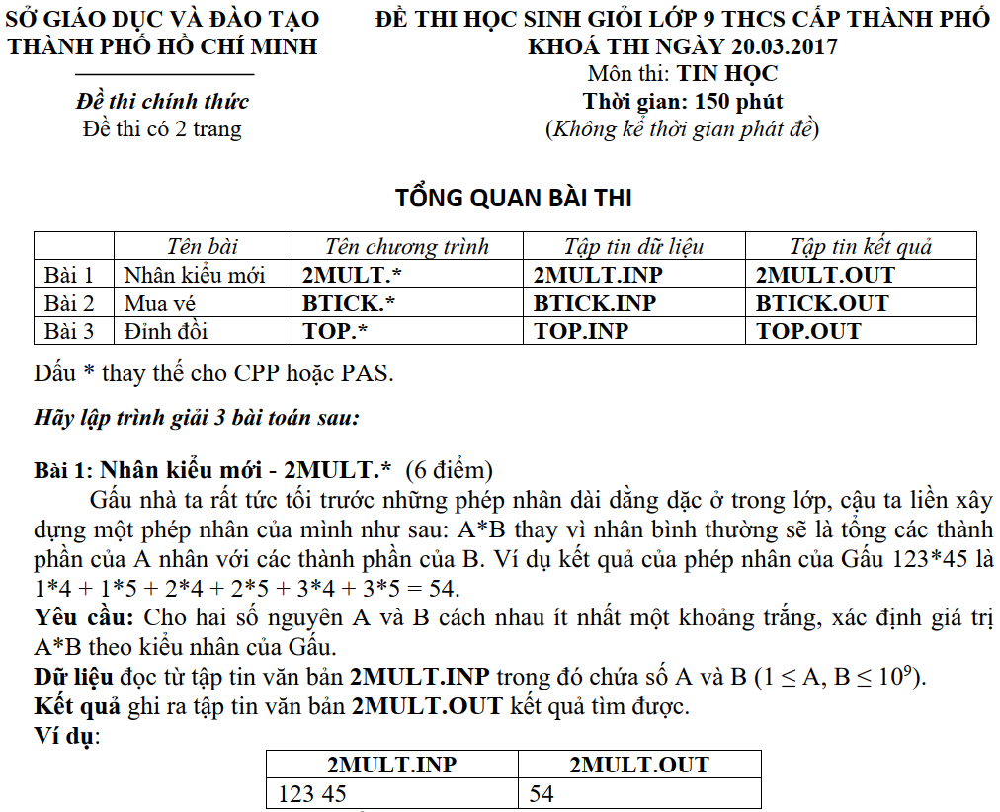 SỞ GIÁO DỤC VÀ ĐÀO TẠO
THÀNH PHỐ HỒ CHÍ MINH
Đề thi chính thức
Đề thi có 2 trang
ĐỀ THI HỌC SINH GIỎI LỚP 9 THCS CẤP THÀNH PHỐ
KHOÁ THI NGÀY 20.03.2017
Môn thi: TIN HỌC
Thời gian: 150 phút
(Không kể thời gian phát đề)
TỔNG QUAN BÀI THI
Tên bài Tên chương trình Tập tin dữ liệu Tập tin kết quả
Bài 1 Nhân kiểu mới 2MULT.* 2MULT.INP 2MULT.OUT
Bài 2 Mua vé BTICK.* BTICK.INP BTICK.OUT
Bài 3 Đỉnh đồi TOP.* TOP.INP TOP.OUT
Dấu * thay thế cho CPP hoặc PAS.
Hãy lập trình giải 3 bài toán sau:
Bài 1: Nhân kiểu mới - 2MULT.* (6 điểm)
Gấu nhà ta rất tức tối trước những phép nhân dài dằng dặc ở trong lớp, cậu ta liền xây
dựng một phép nhân của mình như sau: A*B thay vì nhân bình thường sẽ là tổng các thành
phần của A nhân với các thành phần của B. Ví dụ kết quả của phép nhân của Gấu 123*45 là
1*4 + 1*5 + 2*4 + 2*5 + 3*4 + 3*5 = 54.
Yêu cầu: Cho hai số nguyên A và B cách nhau ít nhất một khoảng trắng, xác định giá trị
A*B theo kiểu nhân của Gấu.
Dữ liệu đọc từ tập tin văn bản 2MULT.INP trong đó chứa số A và B (1 ≤ A, B ≤ 10⁹).
Kết quả ghi ra tập tin văn bản 2MULT.OUT kết quả tìm được.
Ví dụ:
2MULT.INP 2MULT.OUT
123 45 54